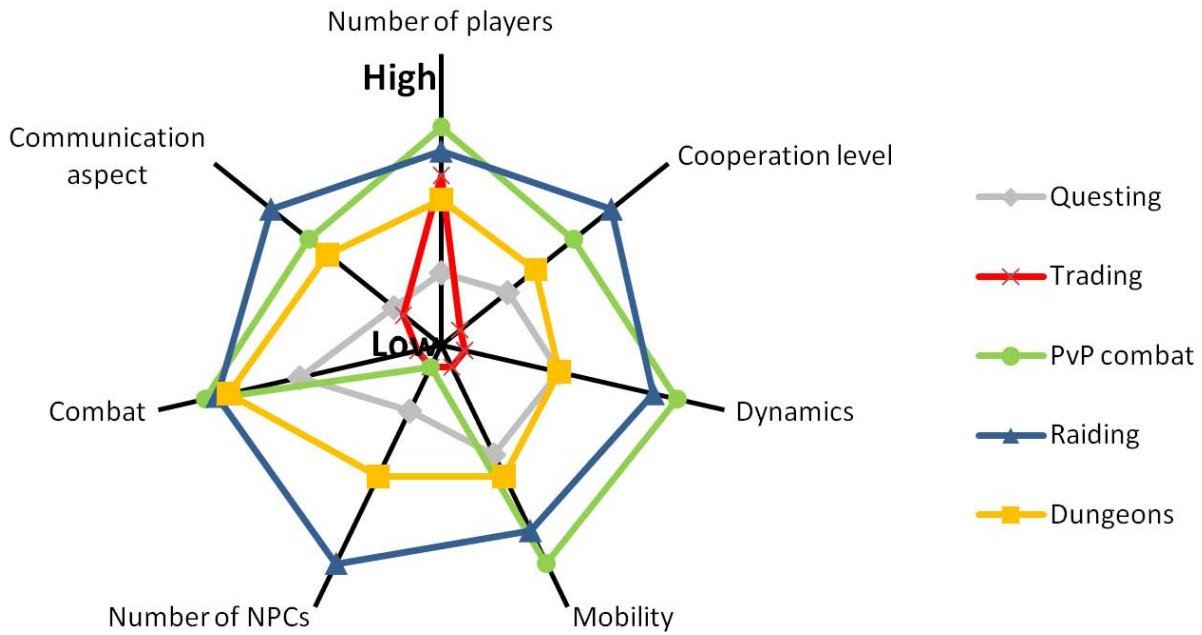 Number of players
High
Communication
aspect
Cooperation level
Low
Combat
Dynamics
Number of NPCs
Mobility
Questing
Trading
PvP combat
Raiding
Dungeons